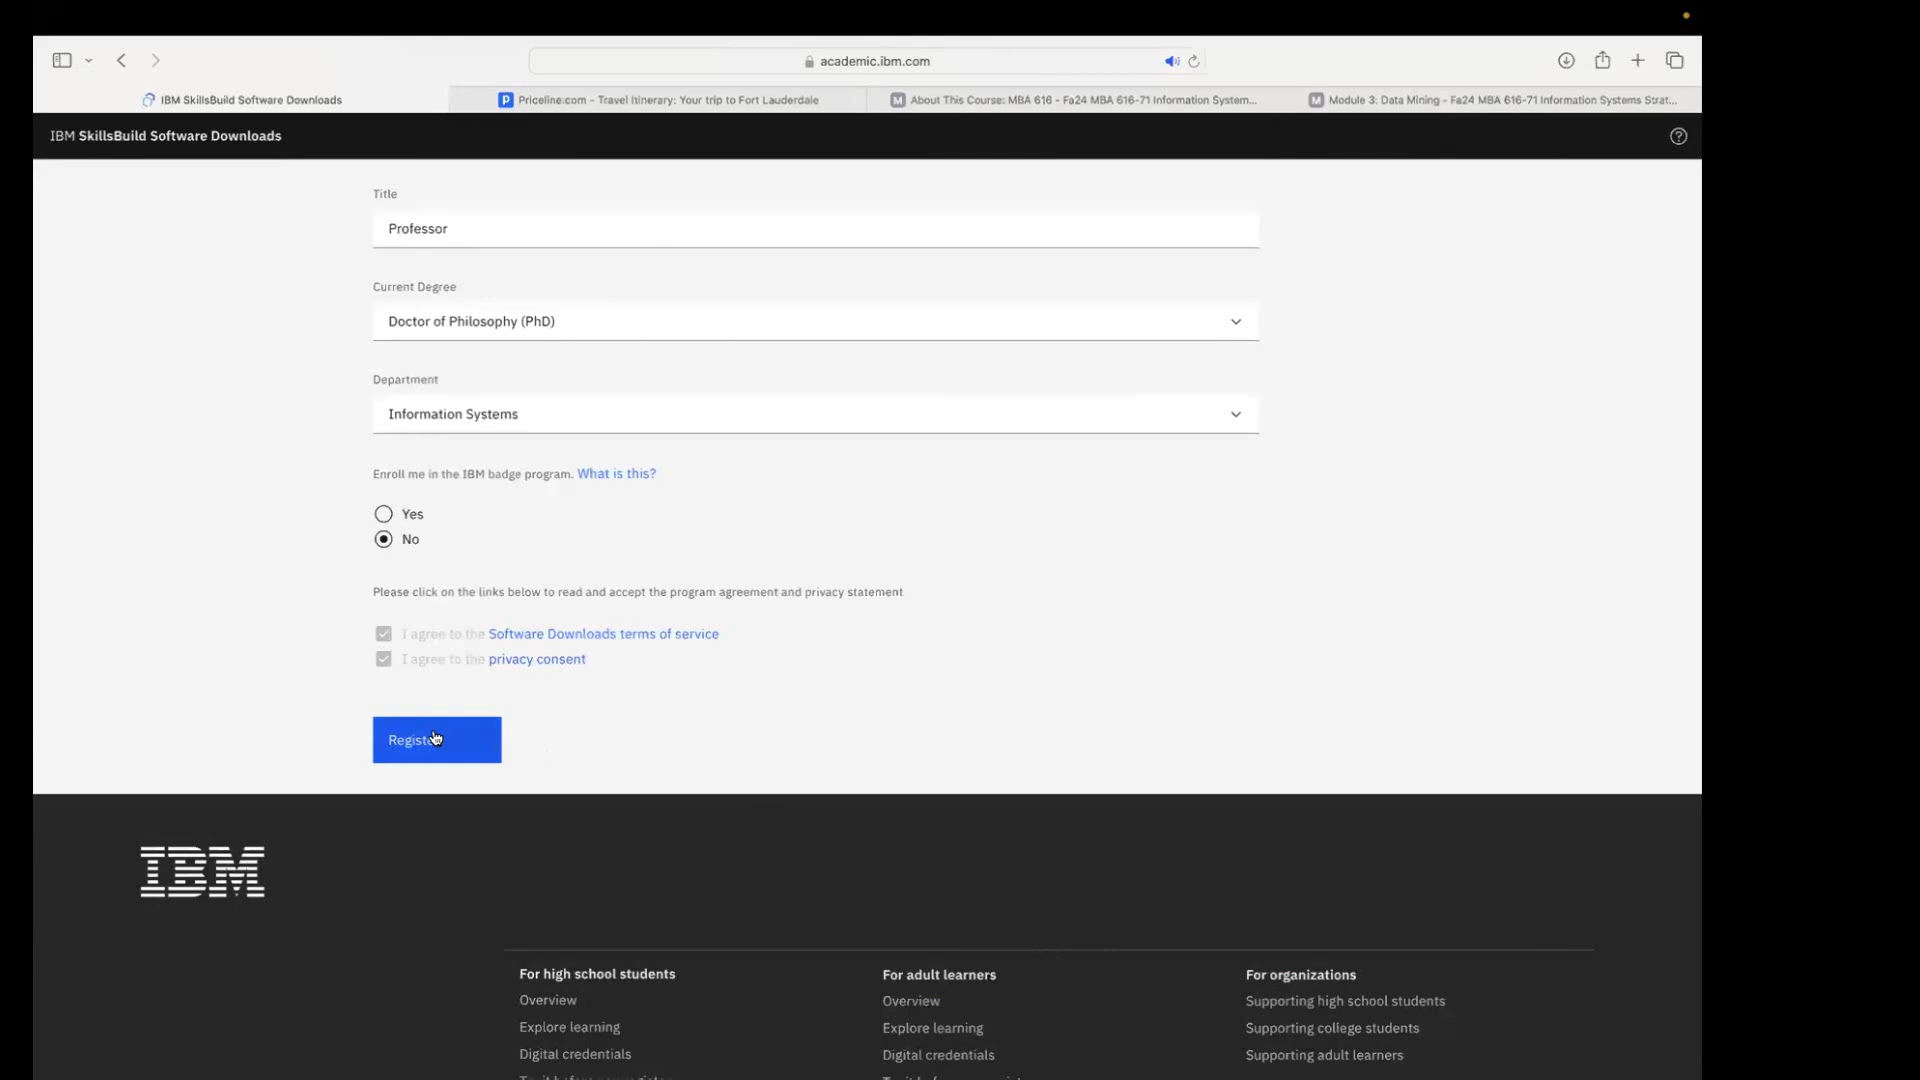 academic.ibm.com
IBM SkillsBuild Software Downloads
Priceline.com - Travel Itinerary: Your trip to Fort Lauderdale
About This Course: MBA 616 - Fa24 MBA 616-71 Information System...
Module 3: Data Mining - Fa24 MBA 616-71 Information Systems Strat...
IBM SkillsBuild Software Downloads
Title
Professor
Current Degree
Doctor of Philosophy (PhD)
Department
Information Systems
Enroll me in the IBM badge program. What is this?
Yes
No
Please click on the links below to read and accept the program agreement and privacy statement
I agree to the Software Downloads terms of service
I agree to the privacy consent
IBM
For high school students
Overview
Explore learning
Digital credentials
For adult learners
Overview
Explore learning
Digital credentials
For organizations
Supporting high school students
Supporting college students
Supporting adult learners